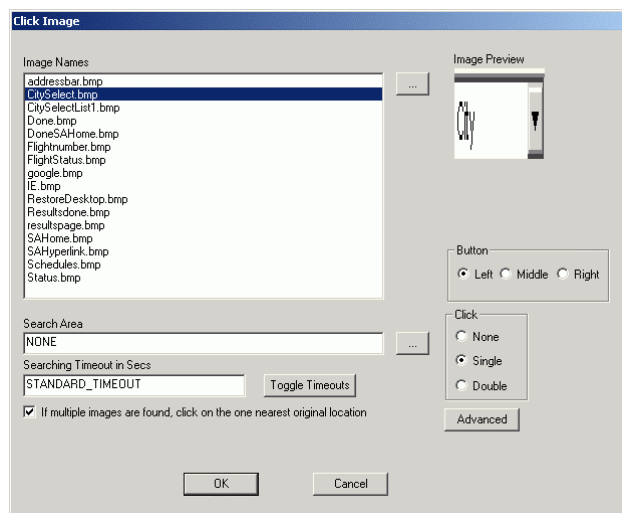 Click Image
Image Names
addressbar.bmp
CitySelect.bmp
CitySelectList1.bmp
Done.bmp
DoneSAHome.bmp
Flightnumber.bmp
FlightStatus.bmp
google.bmp
IE.bmp
RestoreDesktop.bmp
Resultsdone.bmp
resultspage.bmp
SAHome.bmp
SAHyperlink.bmp
Schedules.bmp
Status.bmp
...
Image Preview
City
Button
Left Middle Right
Search Area
NONE
...
Click
None
Single
Double
Searching Timeout in Secs
STANDARD_TIMEOUT
Toggle Timeouts
If multiple images are found, click on the one nearest original location
Advanced
OK Cancel